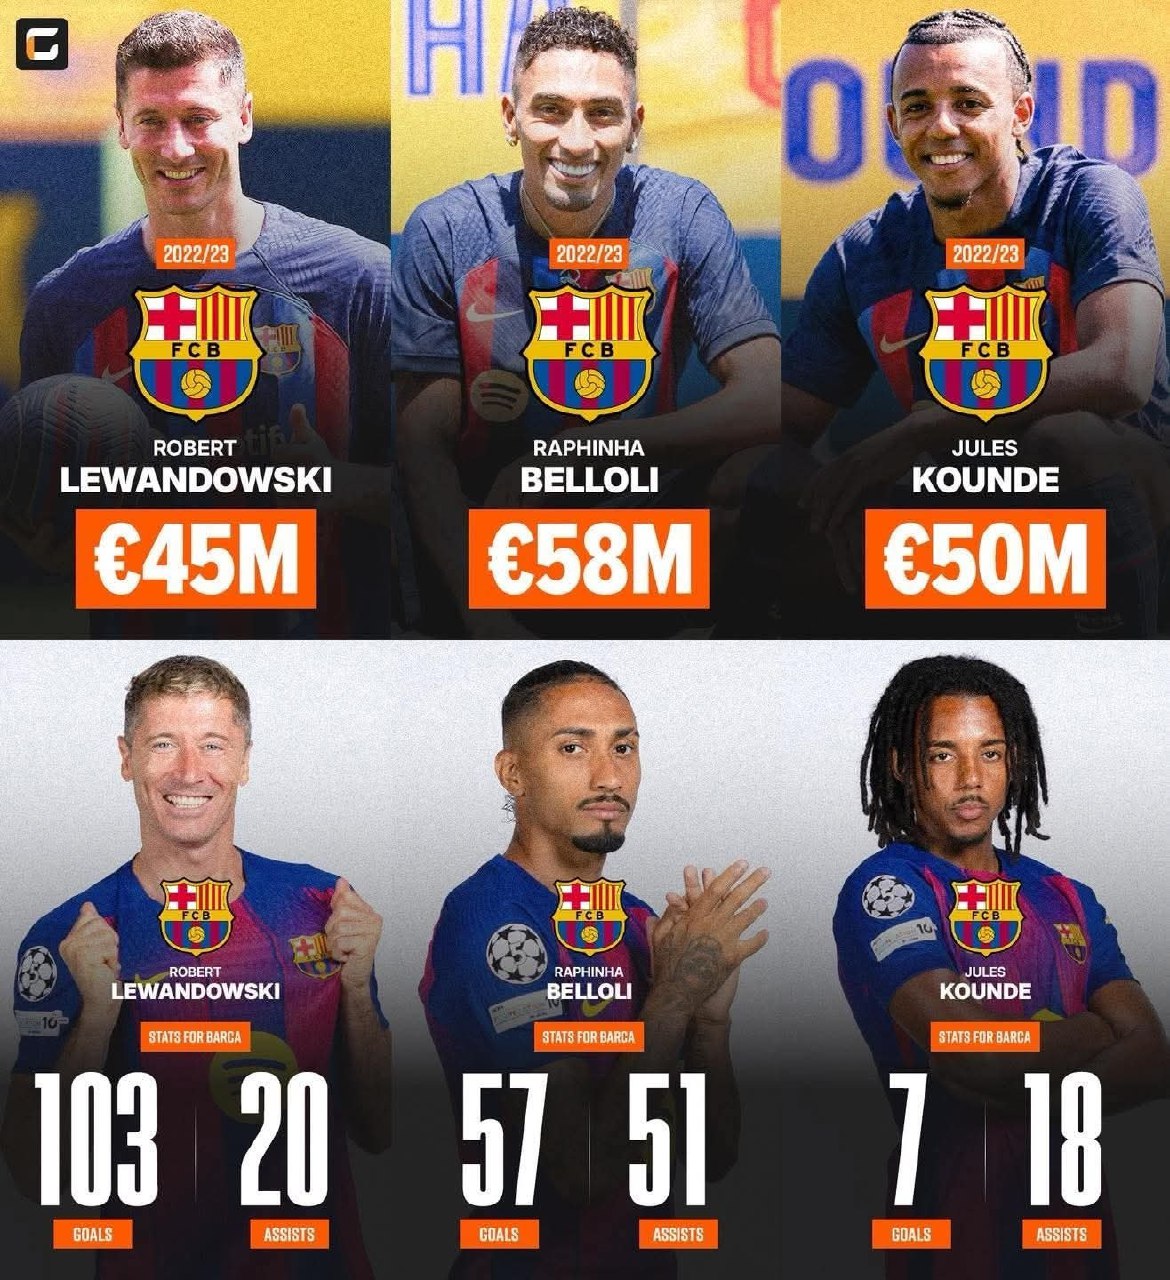 HA
OUND
2022/23
FCB
ROBERT
LEWANDOWSKI
€45M
2022/23
FCB
RAPHINHA
BELLOLI
€58M
2022/23
FCB
JULES
KOUNDE
€50M
FCB
ROBERT
LEWANDOWSKI
STATS FOR BARCA
103 20
GOALS ASSISTS
FCB
RAPHINHA
BELLOLI
STATS FOR BARCA
57 51
GOALS ASSISTS
FCB
JULES
KOUNDE
STATS FOR BARCA
7 18
GOALS ASSISTS